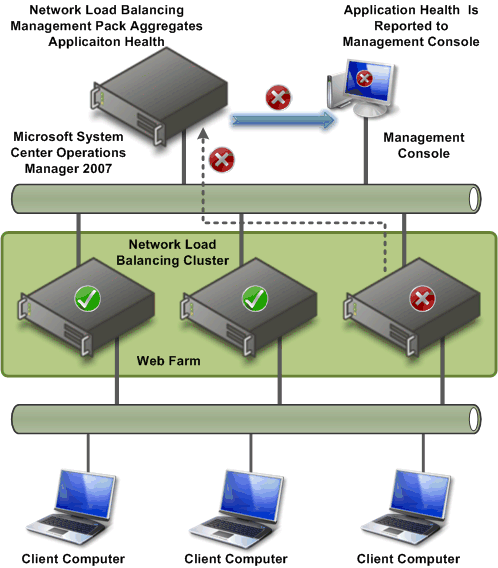 Network Load Balancing
Management Pack Aggregates
Applicaiton Health
Application Health Is
Reported to
Management Console
Microsoft System
Center Operations
Manager 2007
Management
Console
Network Load
Balancing Cluster
Web Farm
Client Computer
Client Computer
Client Computer